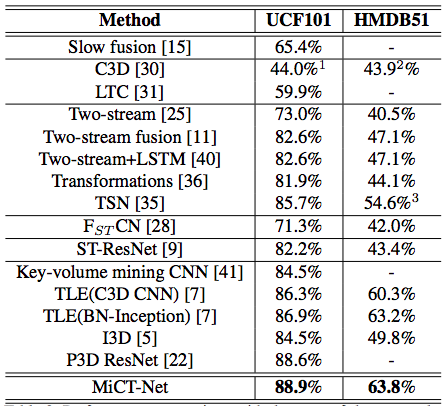 Method UCF101 HMDB51
Slow fusion [15] 65.4% -
C3D [30] 44.0%¹ 43.9²%
LTC [31] 59.9% -
Two-stream [25] 73.0% 40.5%
Two-stream fusion [11] 82.6% 47.1%
Two-stream+LSTM [40] 82.6% 47.1%
Transformations [36] 81.9% 44.1%
TSN [35] 85.7% 54.6%³
F_STCN [28] 71.3% 42.0%
ST-ResNet [9] 82.2% 43.4%
Key-volume mining CNN [41] 84.5% -
TLE(C3D CNN) [7] 86.3% 60.3%
TLE(BN-Inception) [7] 86.9% 63.2%
I3D [5] 84.5% 49.8%
P3D ResNet [22] 88.6% -
MiCT-Net 88.9% 63.8%